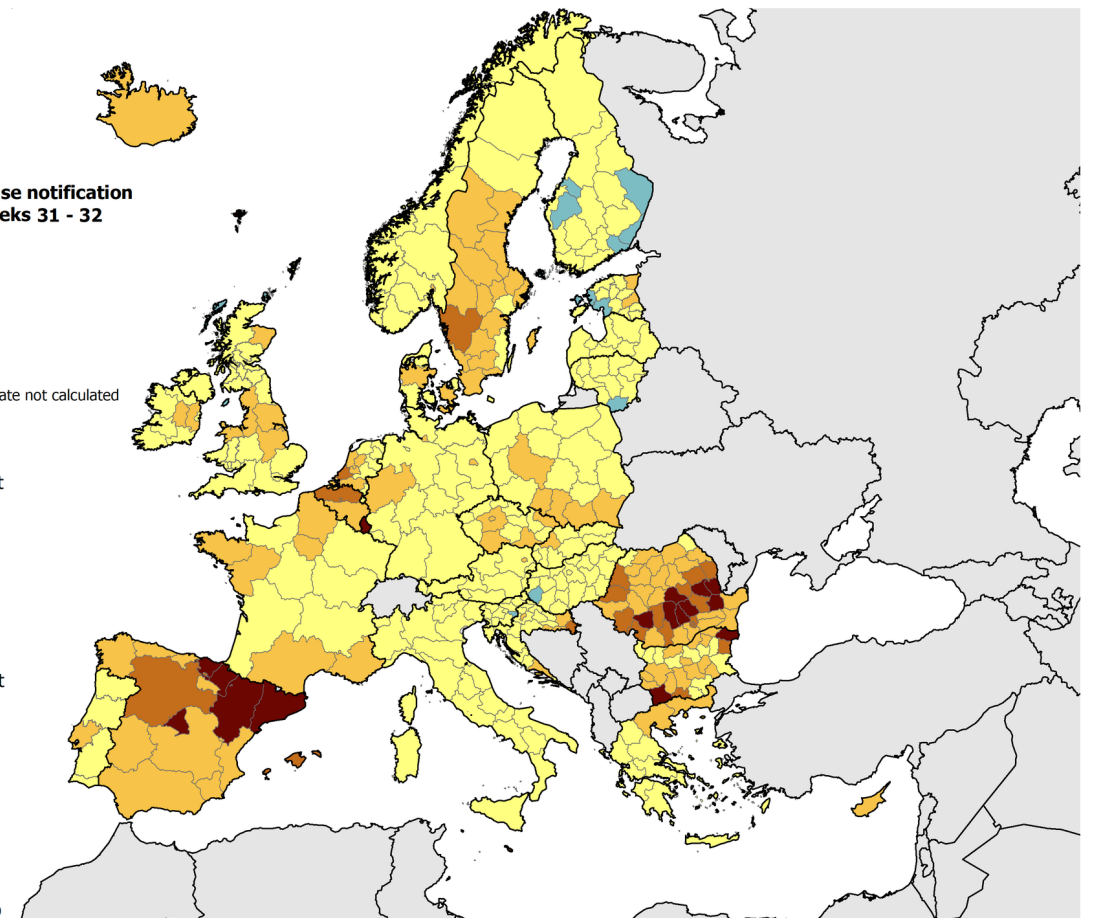 se notification
eks 31 - 32
ate not calculated
t
t